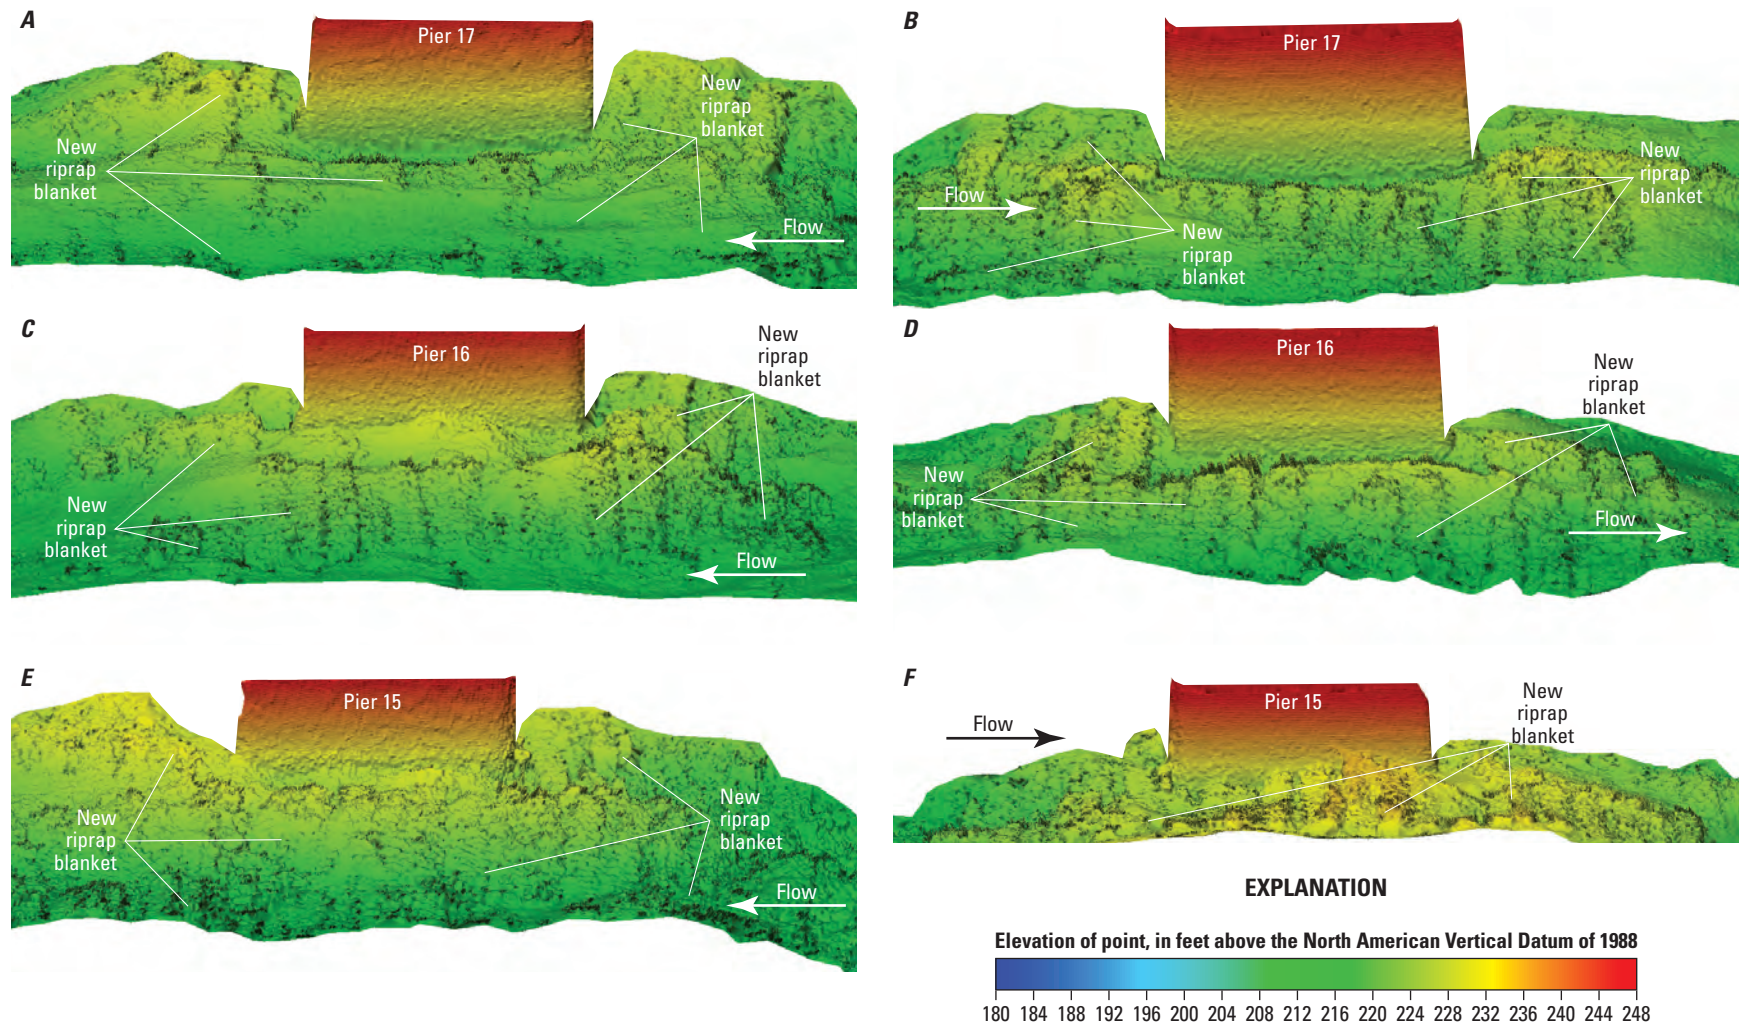 A
Pier 17
New
riprap
blanket
New
riprap
blanket
Flow
B
Pier 17
New
riprap
blanket
Flow
New
riprap
blanket
C
Pier 16
New
riprap
blanket
New
riprap
blanket
Flow
D
Pier 16
New
riprap
blanket
New
riprap
blanket
Flow
E
Pier 15
New
riprap
blanket
New
riprap
blanket
Flow
F
Pier 15
New
riprap
blanket
Flow
EXPLANATION
Elevation of point, in feet above the North American Vertical Datum of 1988
180 184 188 192 196 200 204 208 212 216 220 224 228 232 236 240 244 248